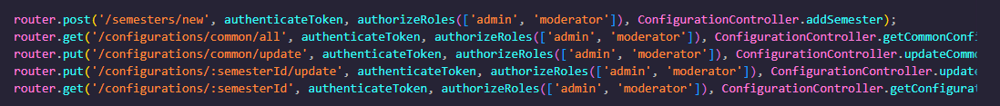 router.post('/semesters/new', authenticateToken, authorizeRoles(['admin', 'moderator']), ConfigurationController.addSemester);
router.get('/configurations/common/all', authenticateToken, authorizeRoles(['admin', 'moderator']), ConfigurationController.getCommonConfi
router.put('/configurations/common/update', authenticateToken, authorizeRoles(['admin', 'moderator']), ConfigurationController.updateCommo
router.put('/configurations/:semesterId/update', authenticateToken, authorizeRoles(['admin', 'moderator']), ConfigurationController.update
router.get('/configurations/:semesterId', authenticateToken, authorizeRoles(['admin', 'moderator']), ConfigurationController.getConfigurat